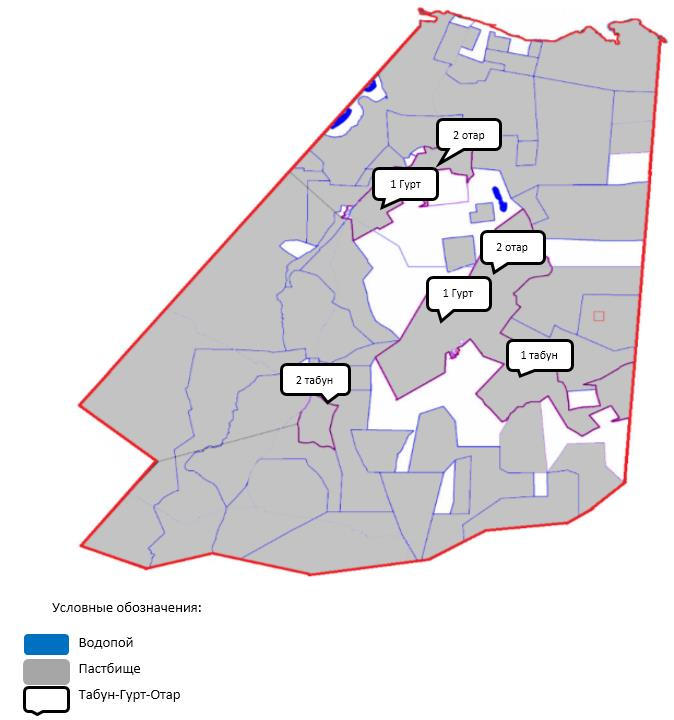 2 отар
1 Гурт
2 отар
1 Гурт
1 табун
2 табун
Условные обозначения:
Водопой
Пастбище
Табун-Гурт-Отар